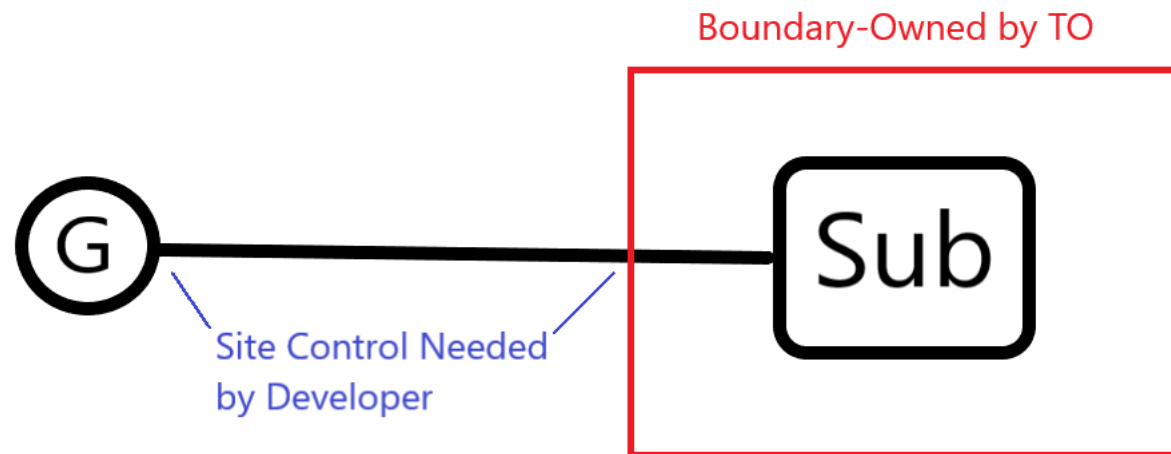 Boundary-Owned by TO
G
Sub
Site Control Needed
by Developer